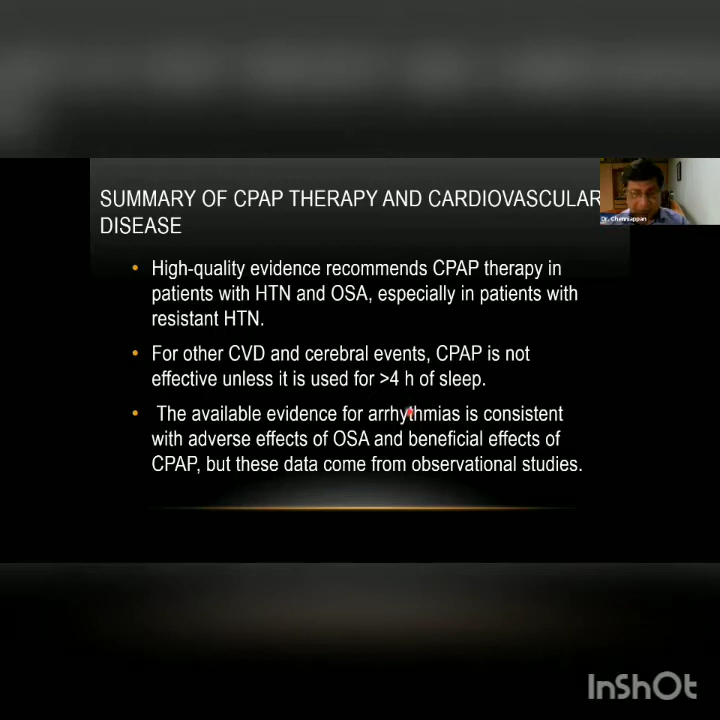 SUMMARY OF CPAP THERAPY AND CARDIOVASCULAR
DISEASE
• High-quality evidence recommends CPAP therapy in
patients with HTN and OSA, especially in patients with
resistant HTN.
• For other CVD and cerebral events, CPAP is not
effective unless it is used for >4 h of sleep.
• The available evidence for arrhythmias is consistent
with adverse effects of OSA and beneficial effects of
CPAP, but these data come from observational studies.
Dr. Chenniappan
InShOt